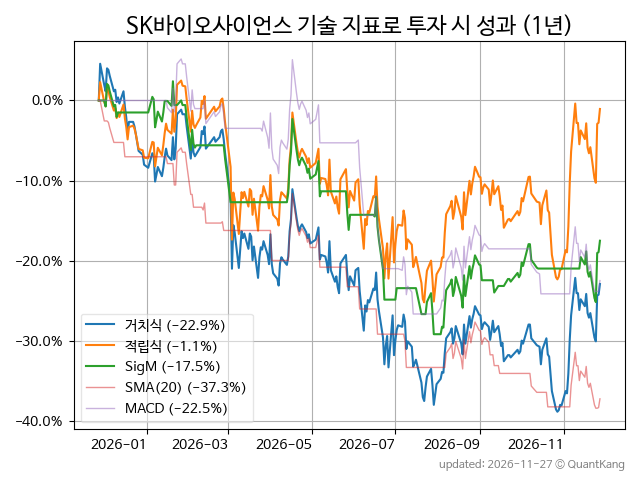 SK바이오사이언스 기술 지표로 투자 시 성과 (1년)
0.0%
−10.0%
−20.0%
−30.0%
−40.0%
거치식 (−22.9%)
적립식 (−1.1%)
SigM (−17.5%)
SMA(20) (−37.3%)
MACD (−22.5%)
2026-01 2026-03 2026-05 2026-07 2026-09 2026-11
updated: 2026-11-27 © QuantKang